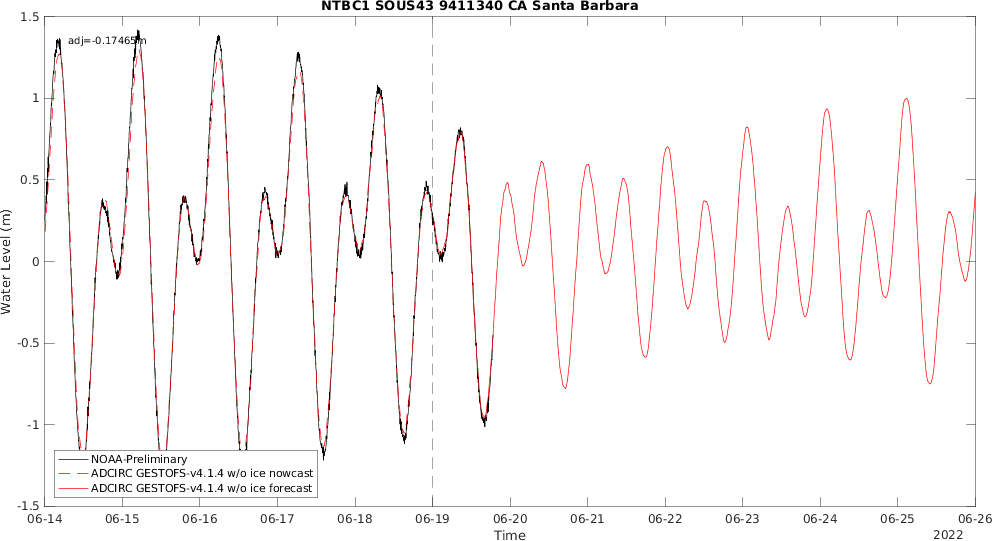 NTBC1 SOUS43 9411340 CA Santa Barbara
adj=-0.17465m
Water Level (m)
1.5
1
0.5
0
-0.5
-1
-1.5
NOAA-Preliminary
ADCIRC GESTOFS-v4.1.4 w/o ice nowcast
ADCIRC GESTOFS-v4.1.4 w/o ice forecast
06-14 06-15 06-16 06-17 06-18 06-19 06-20 06-21 06-22 06-23 06-24 06-25 06-26
Time
2022